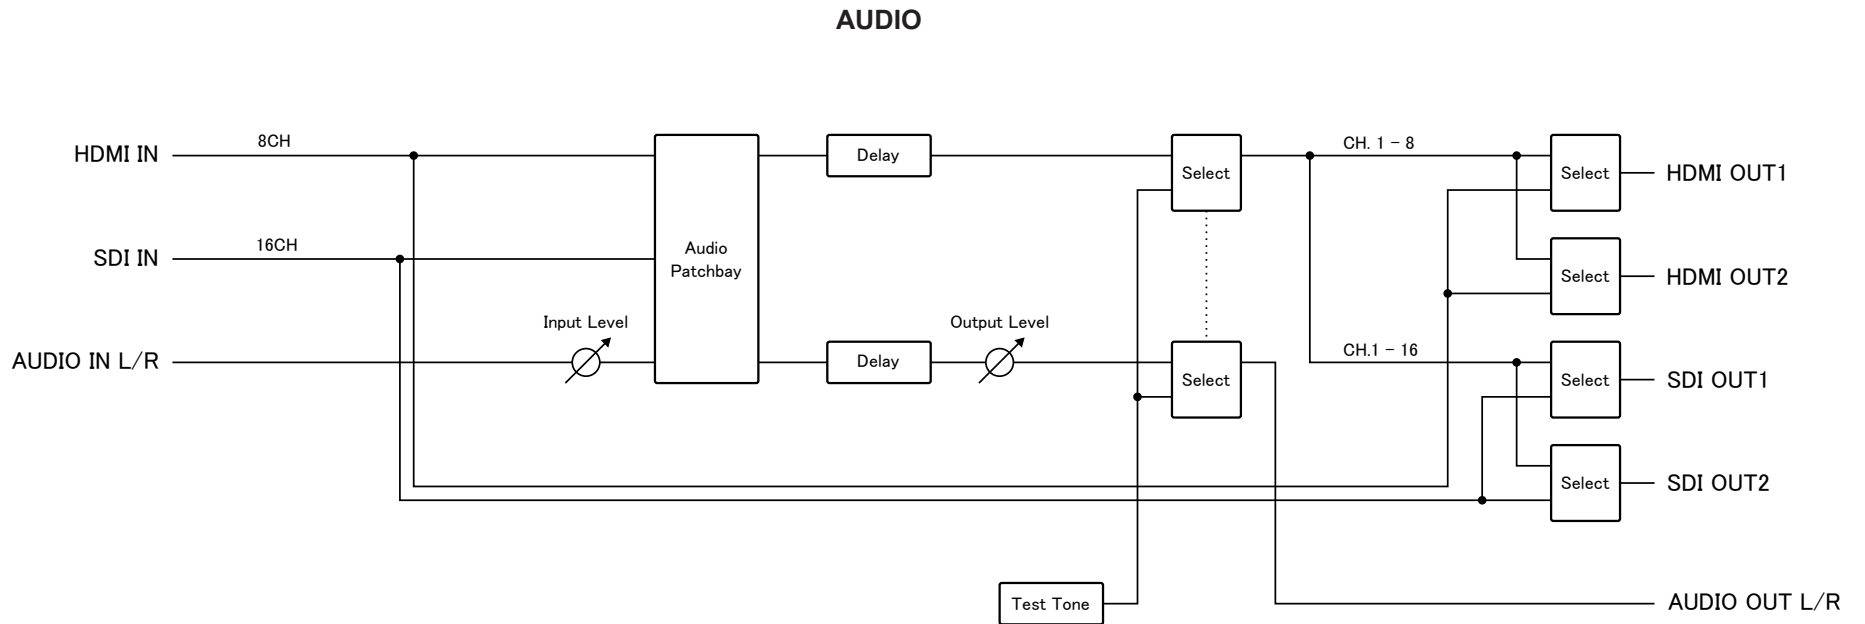 AUDIO
HDMI IN
8CH
SDI IN
16CH
AUDIO IN L/R
Input Level
Audio
Patchbay
Delay
Delay
Output Level
Select
Select
Test Tone
CH. 1 - 8
CH.1 - 16
Select
HDMI OUT1
Select
HDMI OUT2
Select
SDI OUT1
Select
SDI OUT2
AUDIO OUT L/R